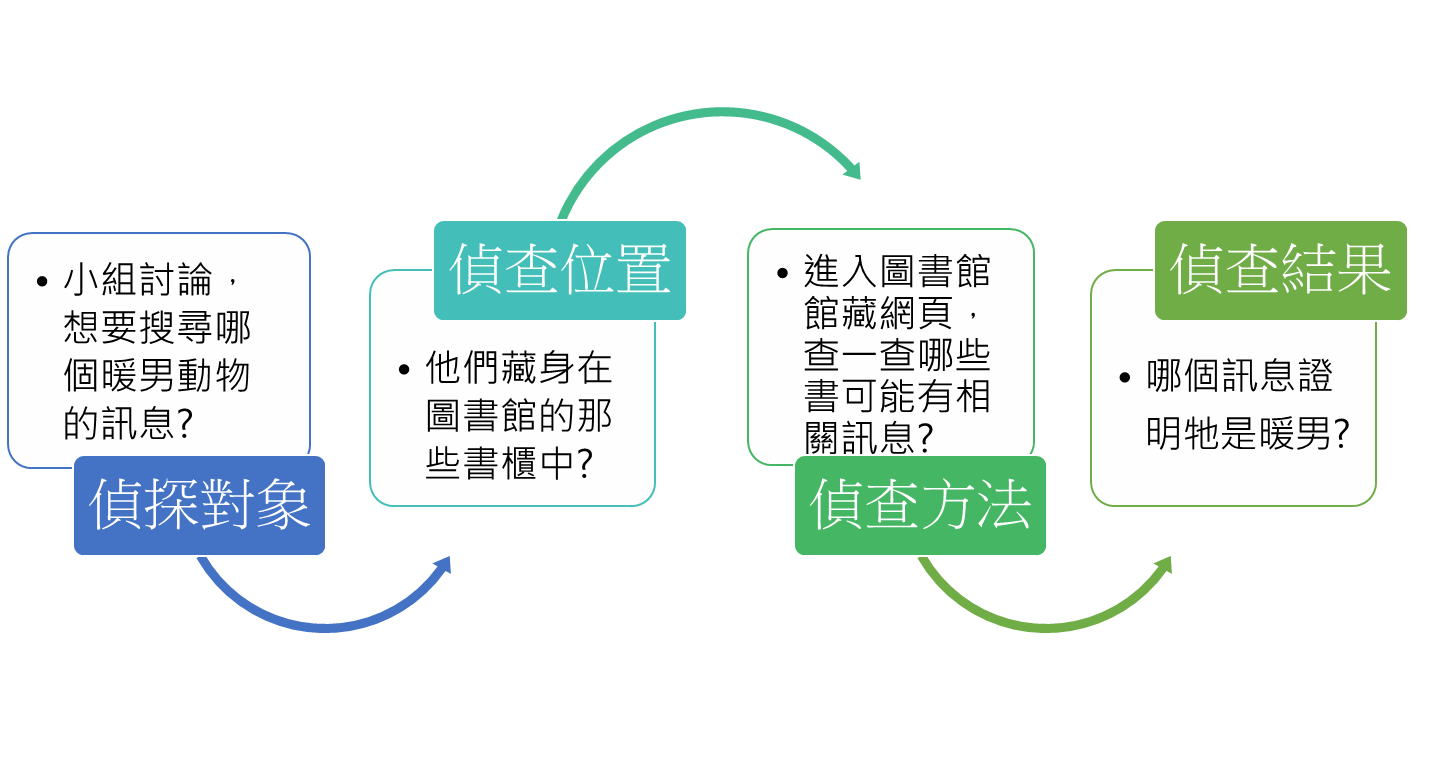 小組討論，
想要搜尋哪
個暖男動物
的訊息?
偵探對象
偵查位置
他們藏身在
圖書館的那
些書櫃中?
進入圖書館
館藏網頁，
查一查哪些
書可能有相
關訊息?
偵查方法
偵查結果
哪個訊息證
明牠是暖男?